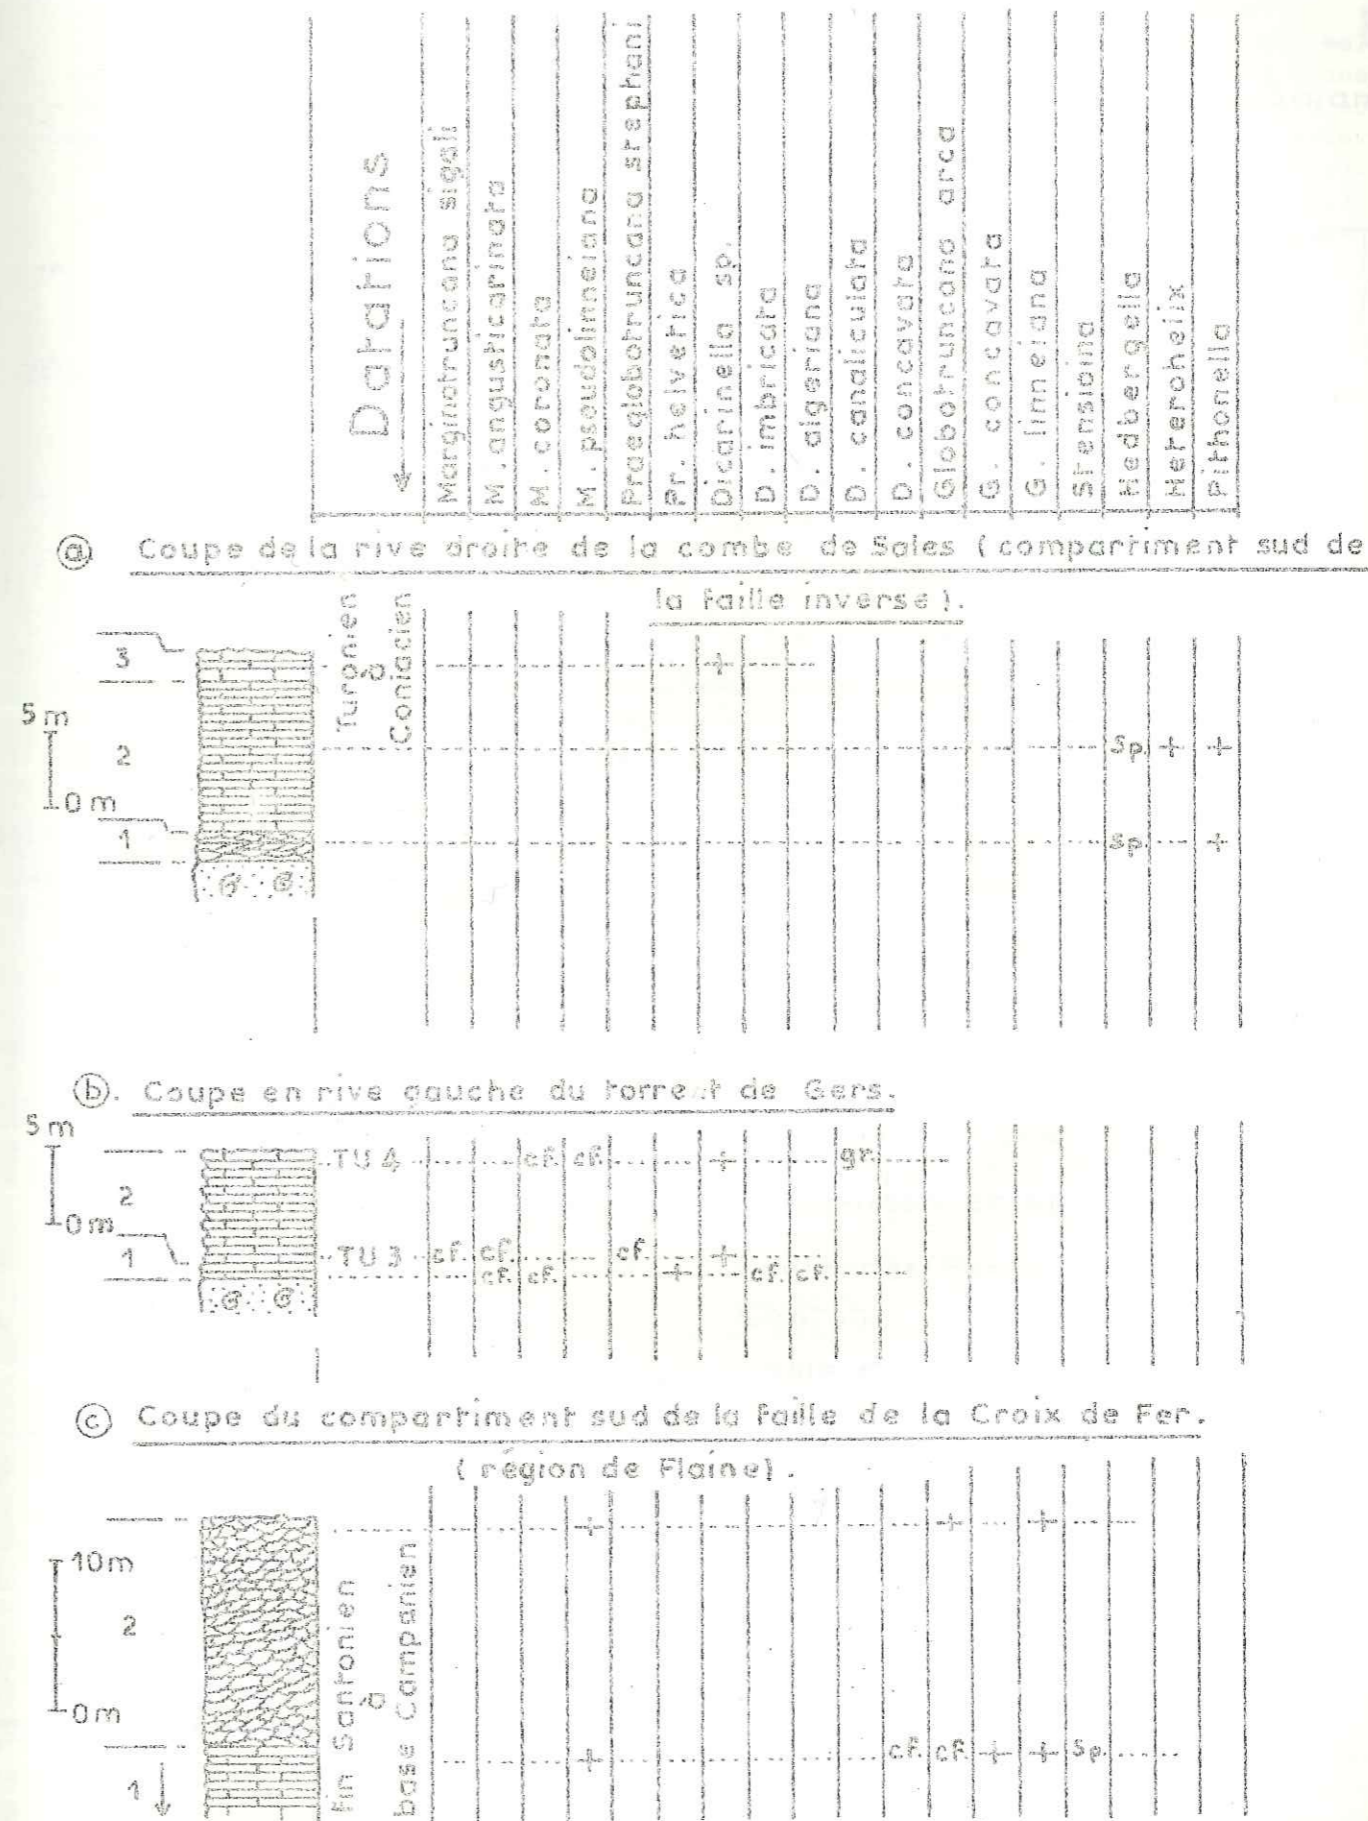 Datations
Marginotruncana sigali
M. angusticarinata
M. coronata
M. pseudolinneiana
Praeglobotruncana stephani
Pr. helvetica
Dicarinella sp.
D. imbricata
D. algeriana
D. canaliculata
D. concavata
Globotruncana arca
G. concavata
G. linneiana
Stensioina
Hedbergella
Heterohelix
Pithonella
a Coupe de la rive droite de la combe de Sales (compartiment sud de
la faille inverse).
Turonien
à
Coniacien
3 +
5 m
2 Sp. + +
0 m
1 Sp. +
b. Coupe en rive gauche du torrent de Gers.
5 m
TU 4 cf. cf. + gr.
2
0 m
1 TU 3 cf. cf. cf. +
cf. cf. + cf. cf.
c Coupe du compartiment sud de la faille de la Croix de Fer.
(région de Flaine).
+ + +
10 m
2
0 m
fin Santonien
à
base Campanien
+ cf. cf. + + Sp.
1